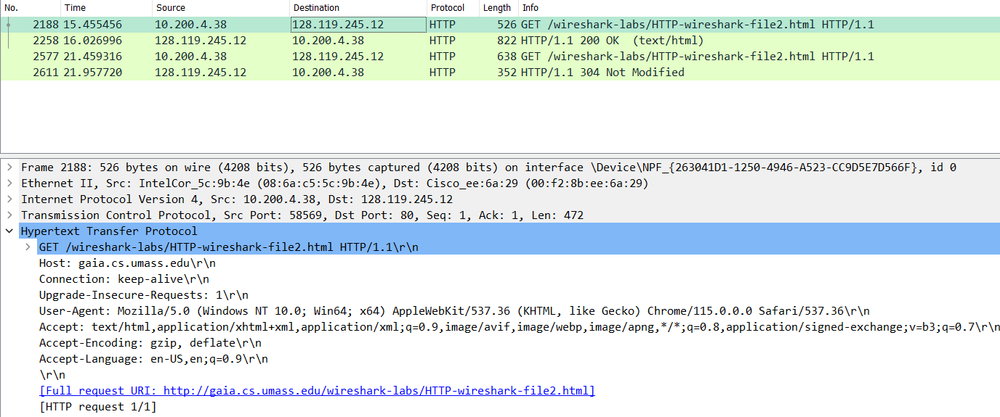 No. Time Source Destination Protocol Length Info
2188 15.455456 10.200.4.38 128.119.245.12 HTTP 526 GET /wireshark-labs/HTTP-wireshark-file2.html HTTP/1.1
2258 16.026996 128.119.245.12 10.200.4.38 HTTP 822 HTTP/1.1 200 OK  (text/html)
2577 21.459316 10.200.4.38 128.119.245.12 HTTP 638 GET /wireshark-labs/HTTP-wireshark-file2.html HTTP/1.1
2611 21.957720 128.119.245.12 10.200.4.38 HTTP 352 HTTP/1.1 304 Not Modified
Frame 2188: 526 bytes on wire (4208 bits), 526 bytes captured (4208 bits) on interface \Device\NPF_{263041D1-1250-4946-A523-CC9D5E7D566F}, id 0
Ethernet II, Src: IntelCor_5c:9b:4e (08:6a:c5:5c:9b:4e), Dst: Cisco_ee:6a:29 (00:f2:8b:ee:6a:29)
Internet Protocol Version 4, Src: 10.200.4.38, Dst: 128.119.245.12
Transmission Control Protocol, Src Port: 58569, Dst Port: 80, Seq: 1, Ack: 1, Len: 472
Hypertext Transfer Protocol
GET /wireshark-labs/HTTP-wireshark-file2.html HTTP/1.1\r\n
Host: gaia.cs.umass.edu\r\n
Connection: keep-alive\r\n
Upgrade-Insecure-Requests: 1\r\n
User-Agent: Mozilla/5.0 (Windows NT 10.0; Win64; x64) AppleWebKit/537.36 (KHTML, like Gecko) Chrome/115.0.0.0 Safari/537.36\r\n
Accept: text/html,application/xhtml+xml,application/xml;q=0.9,image/avif,image/webp,image/apng,*/*;q=0.8,application/signed-exchange;v=b3;q=0.7\r\n
Accept-Encoding: gzip, deflate\r\n
Accept-Language: en-US,en;q=0.9\r\n
\r\n
[Full request URI: http://gaia.cs.umass.edu/wireshark-labs/HTTP-wireshark-file2.html]
[HTTP request 1/1]